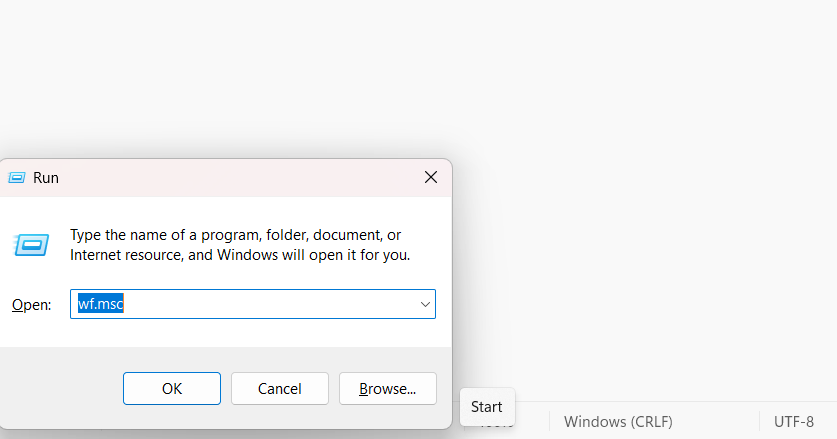 Run
Type the name of a program, folder, document, or
Internet resource, and Windows will open it for you.
Open: wf.msc
OK Cancel Browse...
Start
Windows (CRLF) UTF-8